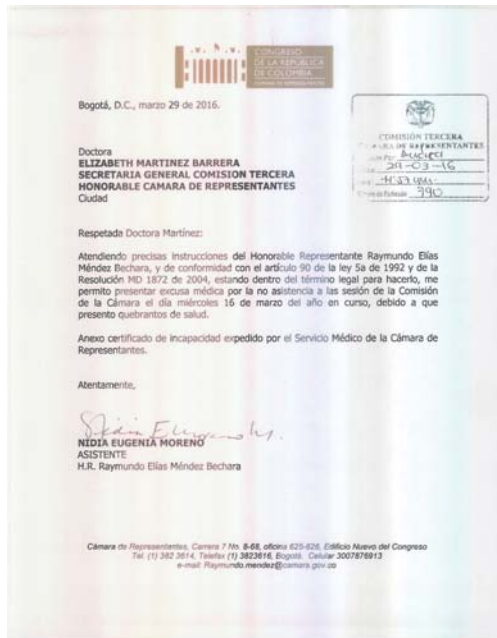 CONGRESO
DE LA REPÚBLICA
DE COLOMBIA
Bogotá, D.C., marzo 29 de 2016.
COMISIÓN TERCERA
CAMARA DE REPRESENTANTES
29-03-16
990
Doctora
ELIZABETH MARTINEZ BARRERA
SECRETARIA GENERAL COMISION TERCERA
HONORABLE CAMARA DE REPRESENTANTES
Ciudad
Respetada Doctora Martínez:
Atendiendo precisas instrucciones del Honorable Representante Raymundo Elías
Méndez Bechara, y de conformidad con el artículo 90 de la ley 5a de 1992 y de la
Resolución MD 1872 de 2004, estando dentro del término legal para hacerlo, me
permito presentar excusa médica por la no asistencia a las sesión de la Comisión
de la Cámara el día miércoles 16 de marzo del año en curso, debido a que
presento quebrantos de salud.
Anexo certificado de incapacidad expedido por el Servicio Médico de la Cámara de
Representantes.
Atentamente,
NIDIA EUGENIA MORENO
ASISTENTE
H.R. Raymundo Elías Méndez Bechara
Cámara de Representantes, Carrera 7 No. 8-68, oficina 625-626, Edificio Nuevo del Congreso
Tel. (1) 382 3614, Telefax (1) 3823616, Bogotá. Celular 3007876913
e-mail: Raymundo.mendez@camara.gov.co